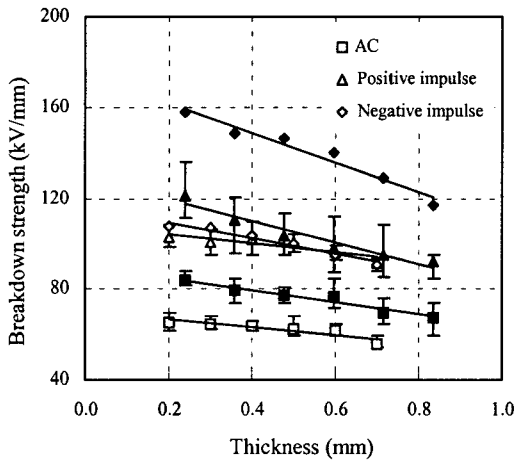 200
160
120
80
40
Breakdown strength (kV/mm)
AC
Positive impulse
Negative impulse
0.0 0.2 0.4 0.6 0.8 1.0
Thickness (mm)